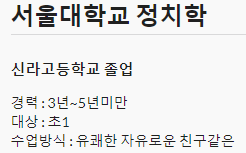 서울대학교 정치학
신라고등학교 졸업
경력 : 3년~5년미만
대상 : 초1
수업방식 : 유쾌한 자유로운 친구같은